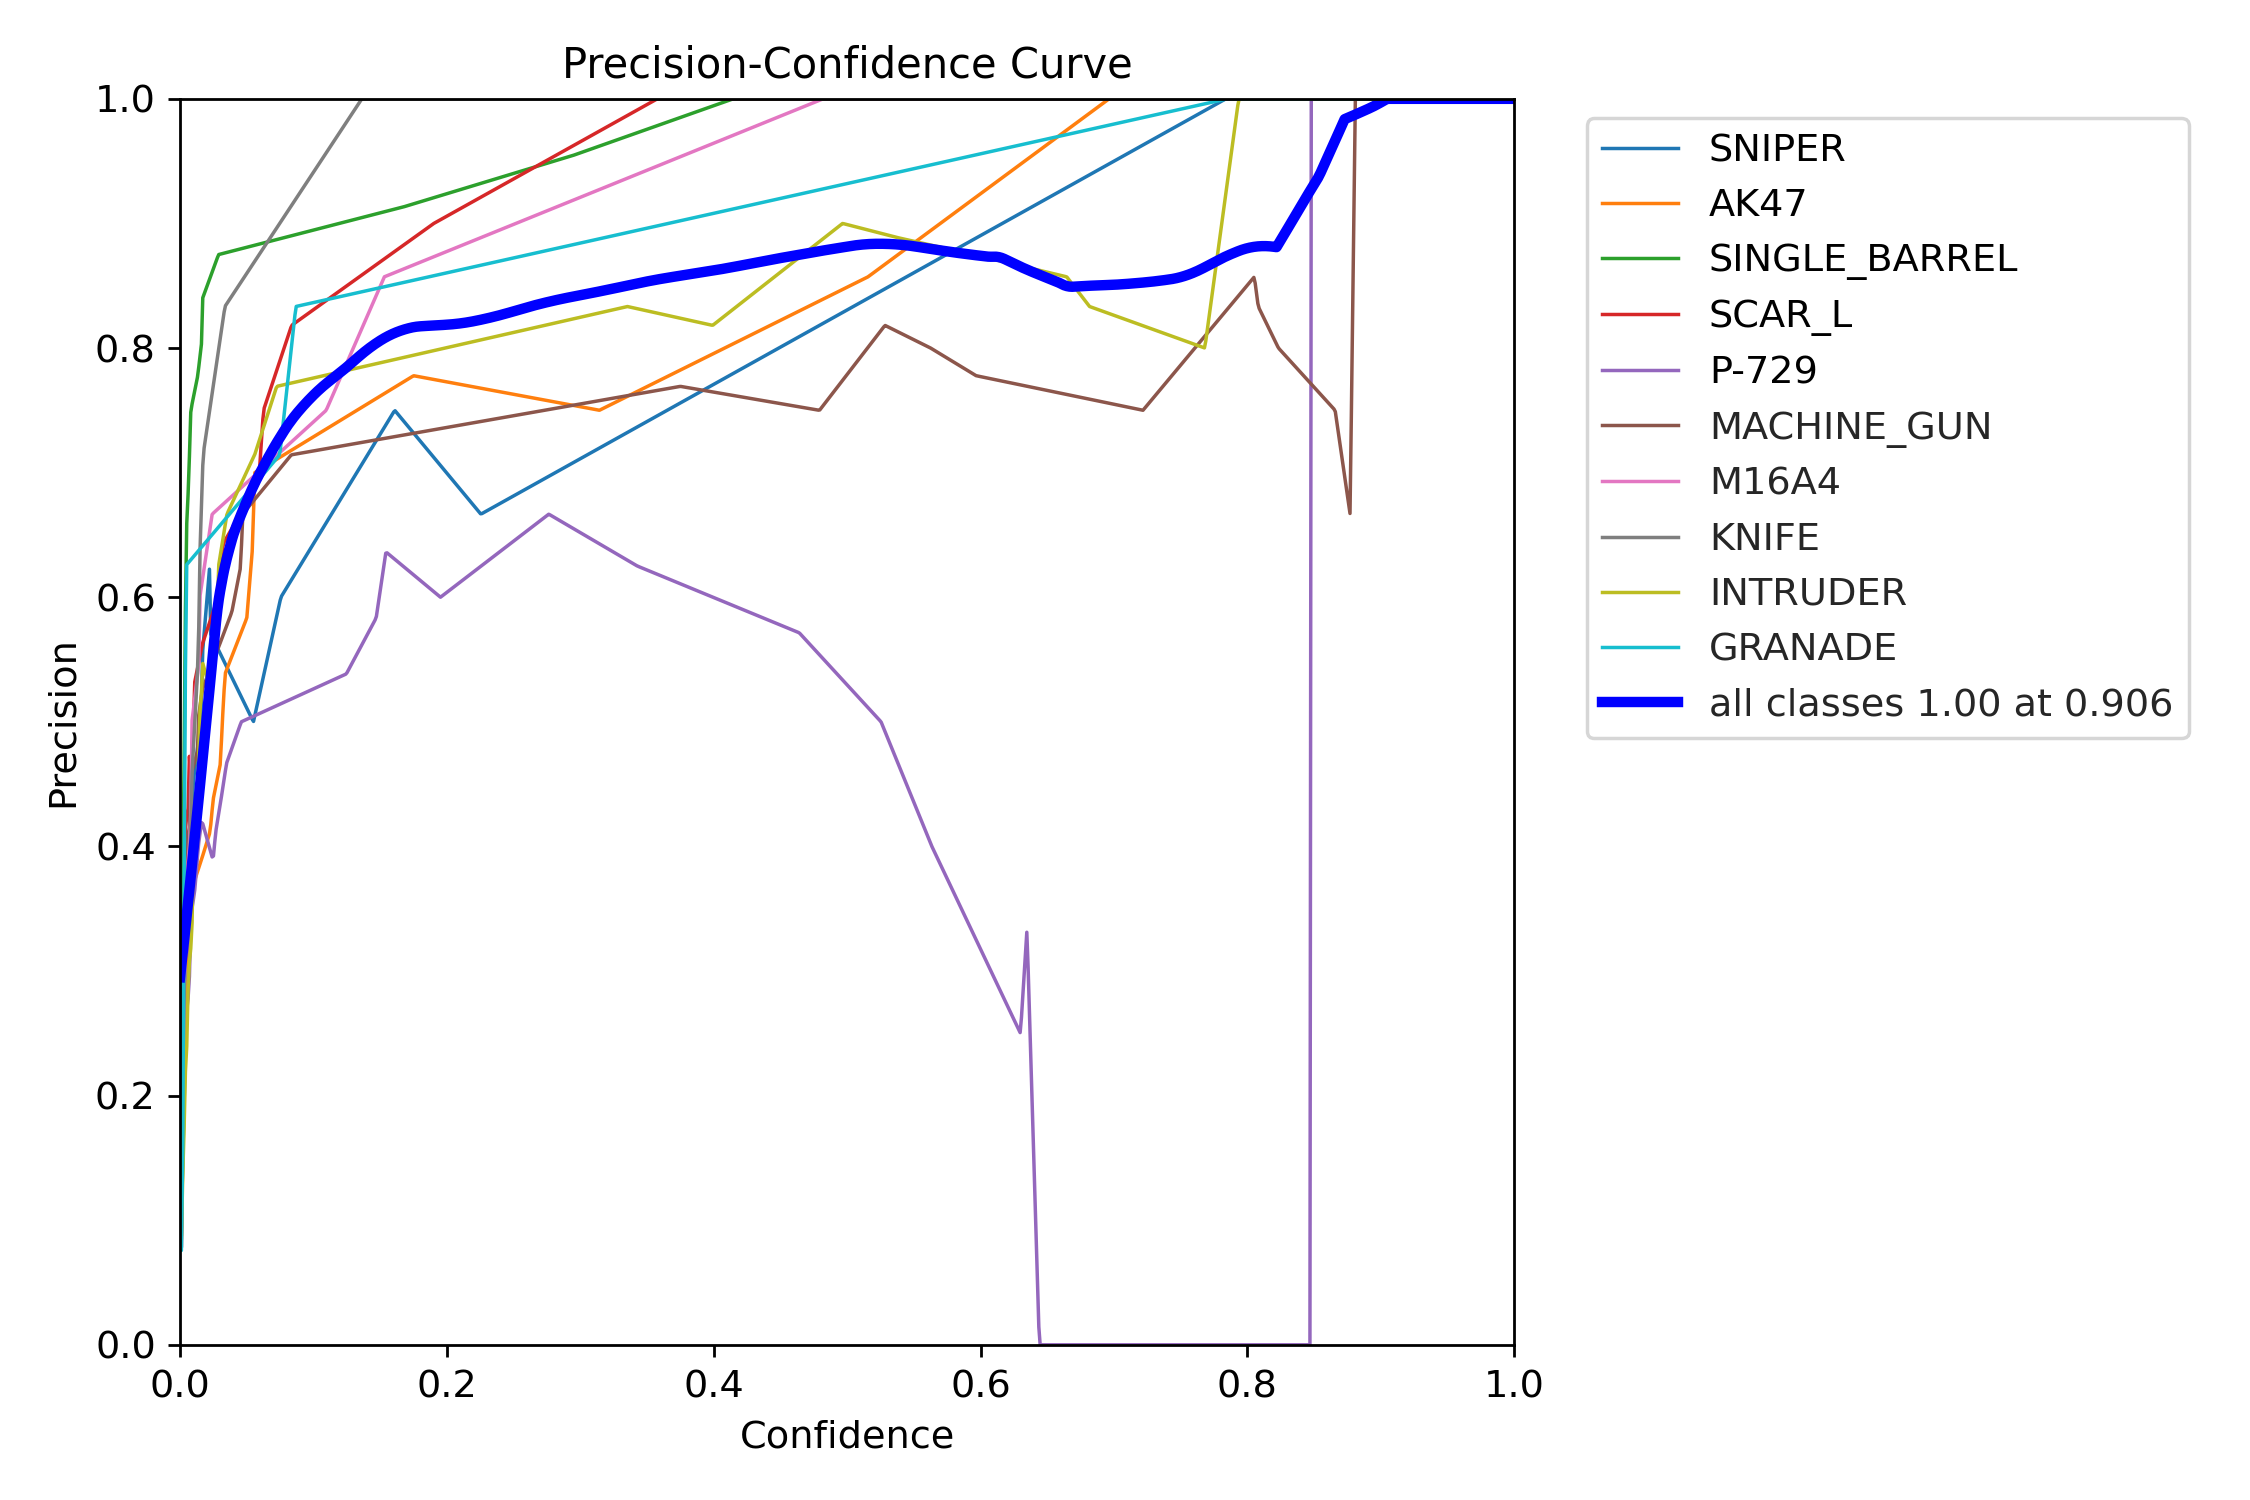 Precision-Confidence Curve
1.0
0.8
0.6
0.4
0.2
0.0
Precision
0.0 0.2 0.4 0.6 0.8 1.0
Confidence
SNIPER
AK47
SINGLE_BARREL
SCAR_L
P-729
MACHINE_GUN
M16A4
KNIFE
INTRUDER
GRANADE
all classes 1.00 at 0.906